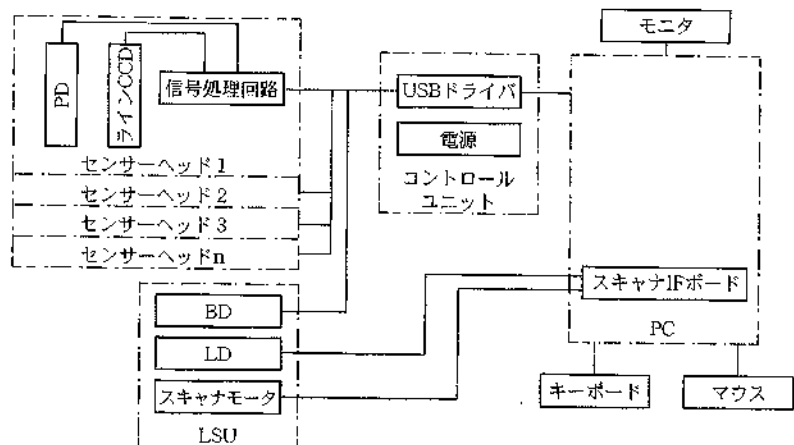 モニタ
PD
ラインCCD
信号処理回路
センサーヘッド1
センサーヘッド2
センサーヘッド3
センサーヘッドn
USBドライバ
電源
コントロール
ユニット
スキャナIFボード
PC
BD
LD
スキャナモータ
LSU
キーボード
マウス